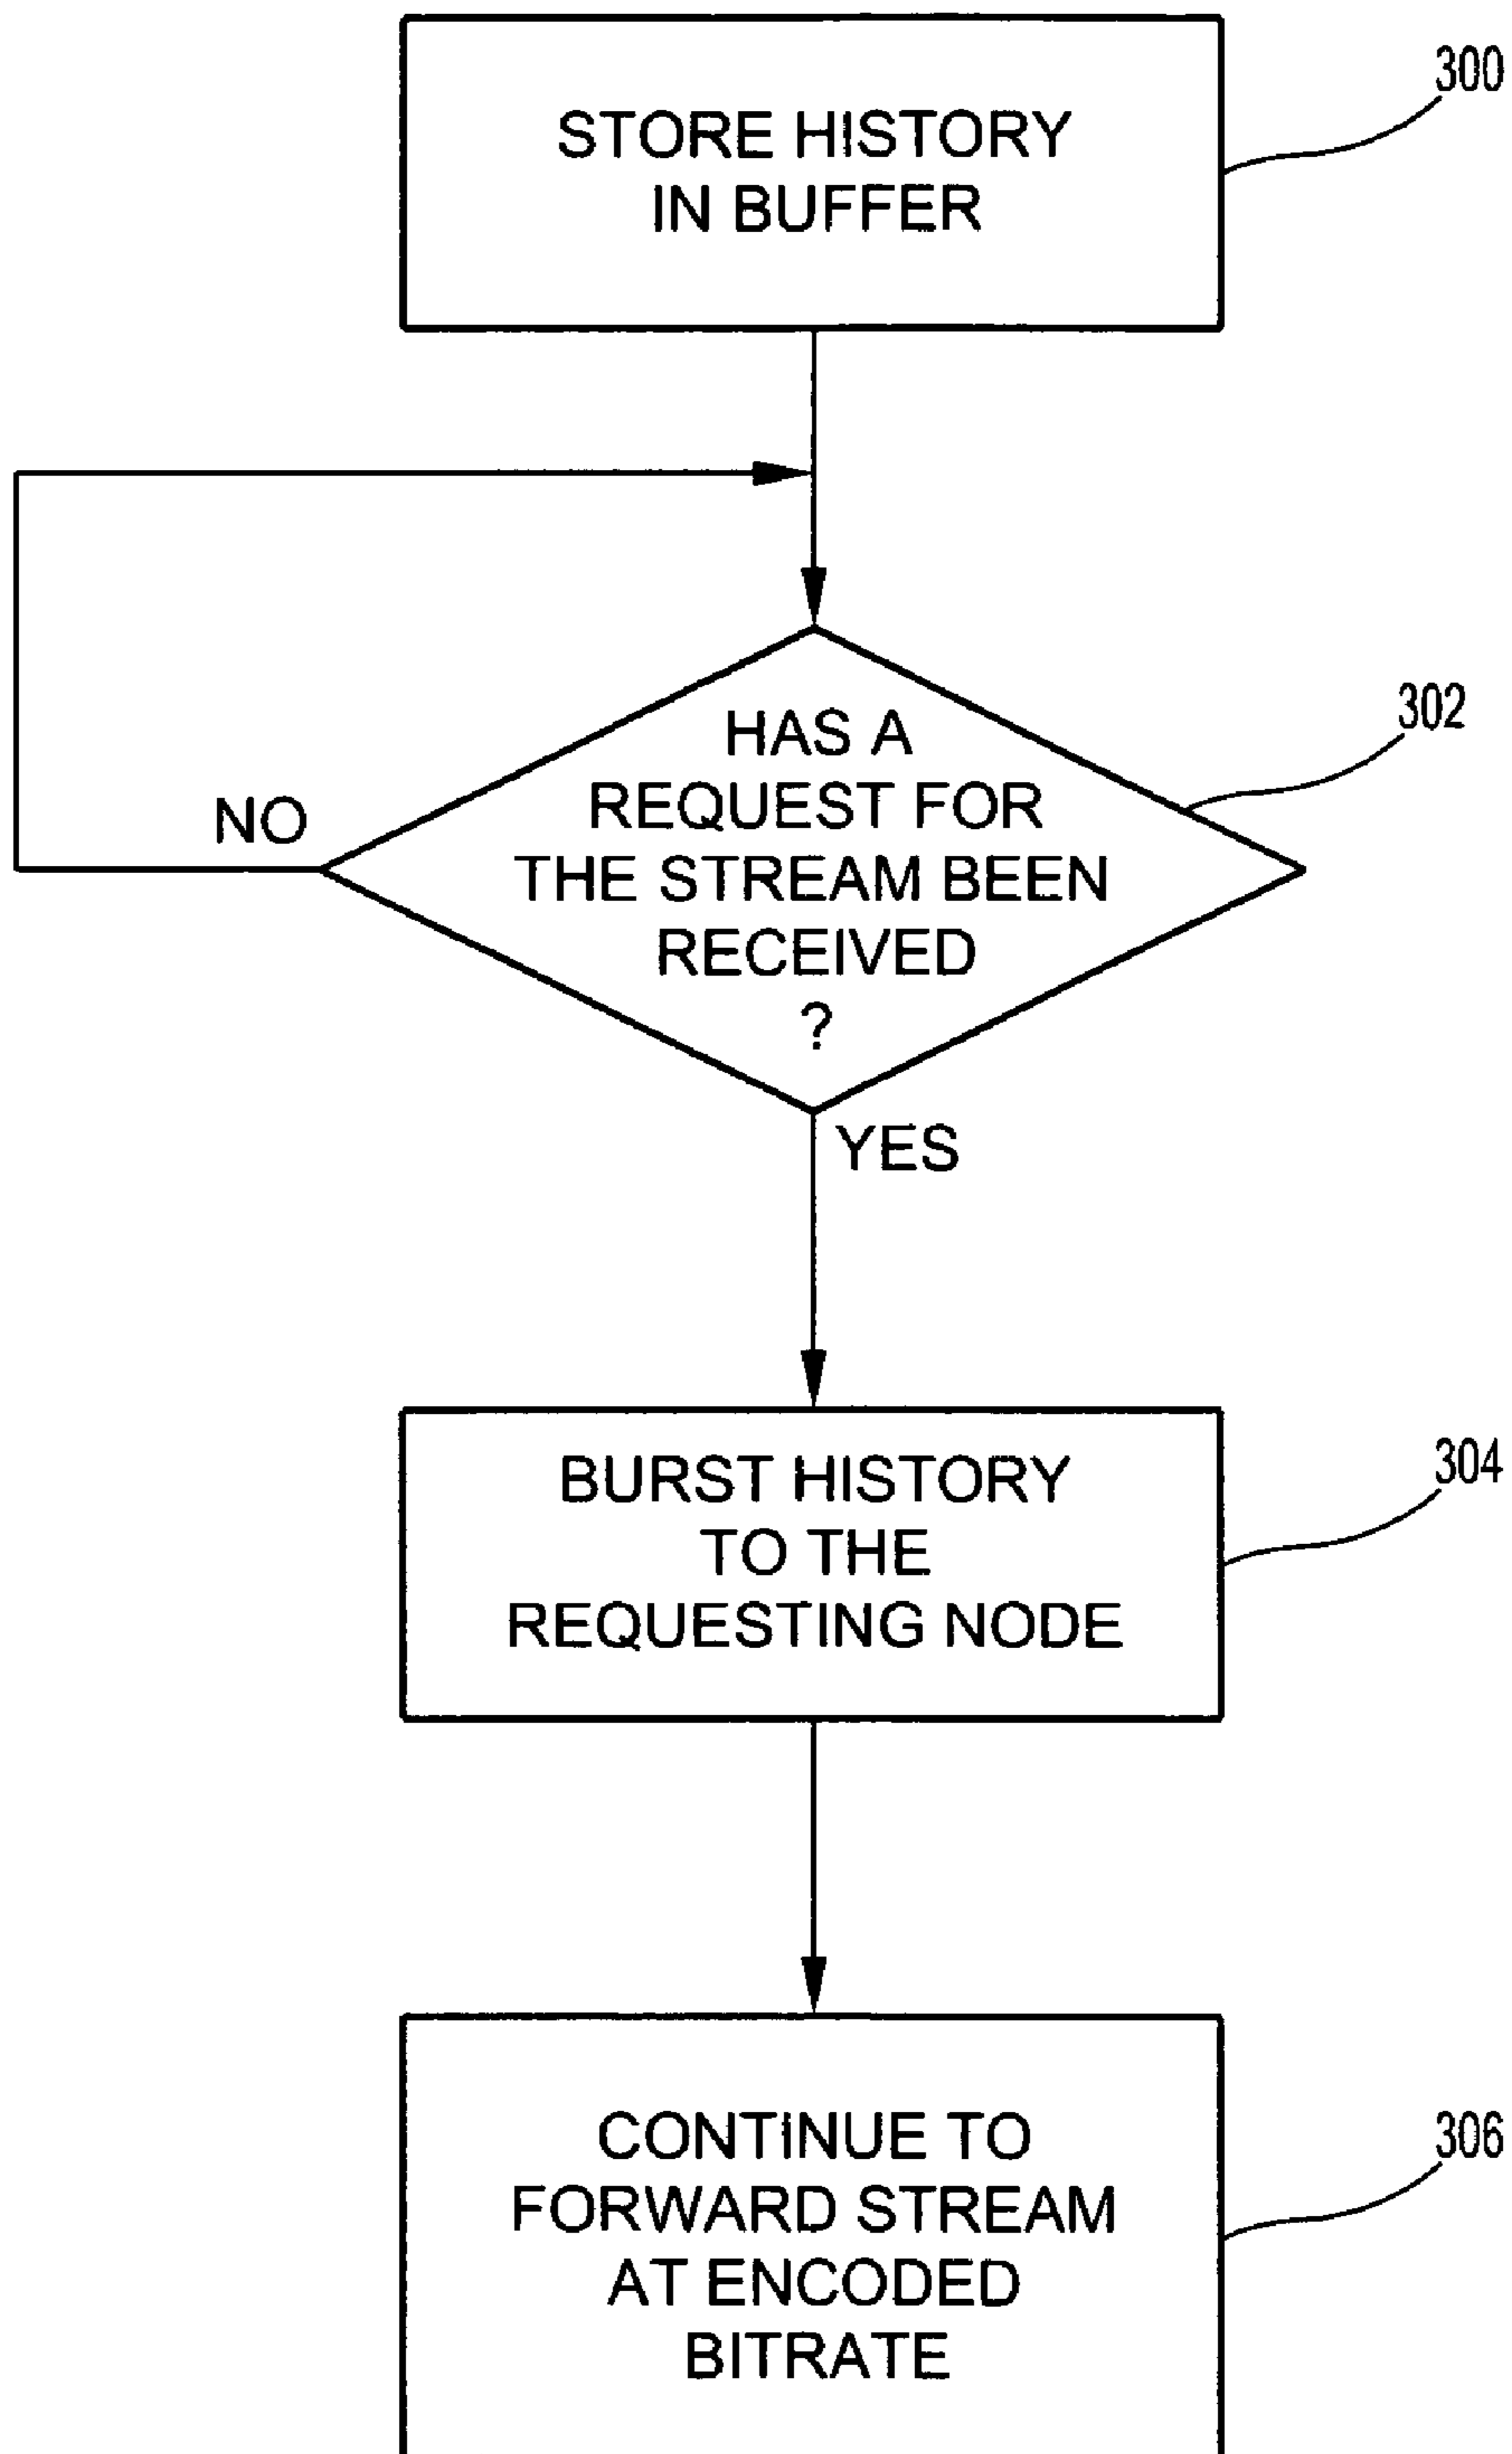 300
STORE HISTORY
IN BUFFER
302
HAS A
REQUEST FOR
THE STREAM BEEN
RECEIVED
?
NO
YES
304
BURST HISTORY
TO THE
REQUESTING NODE
306
CONTINUE TO
FORWARD STREAM
AT ENCODED
BITRATE